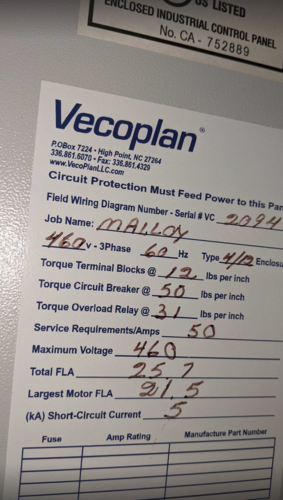 US LISTED
ENCLOSED INDUSTRIAL CONTROL PANEL
No. CA - 752889
Vecoplan®
P.OBox 7224 • High Point, NC 27264
336.861.6070 • Fax: 336.861.4329
www.VecoPlanLLC.com
Circuit Protection Must Feed Power to this Pan
Field Wiring Diagram Number - Serial # VC 2094
Job Name: MALLOY
460 v - 3Phase 60 Hz Type 4/12 Enclosu
Torque Terminal Blocks @ 12 lbs per inch
Torque Circuit Breaker @ 50 lbs per inch
Torque Overload Relay @ 31 lbs per inch
Service Requirements/Amps 50
Maximum Voltage 460
Total FLA 25.7
Largest Motor FLA 21.5
(kA) Short-Circuit Current 5
Fuse Amp Rating Manufacture Part Number